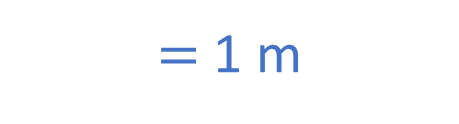 = 1 m